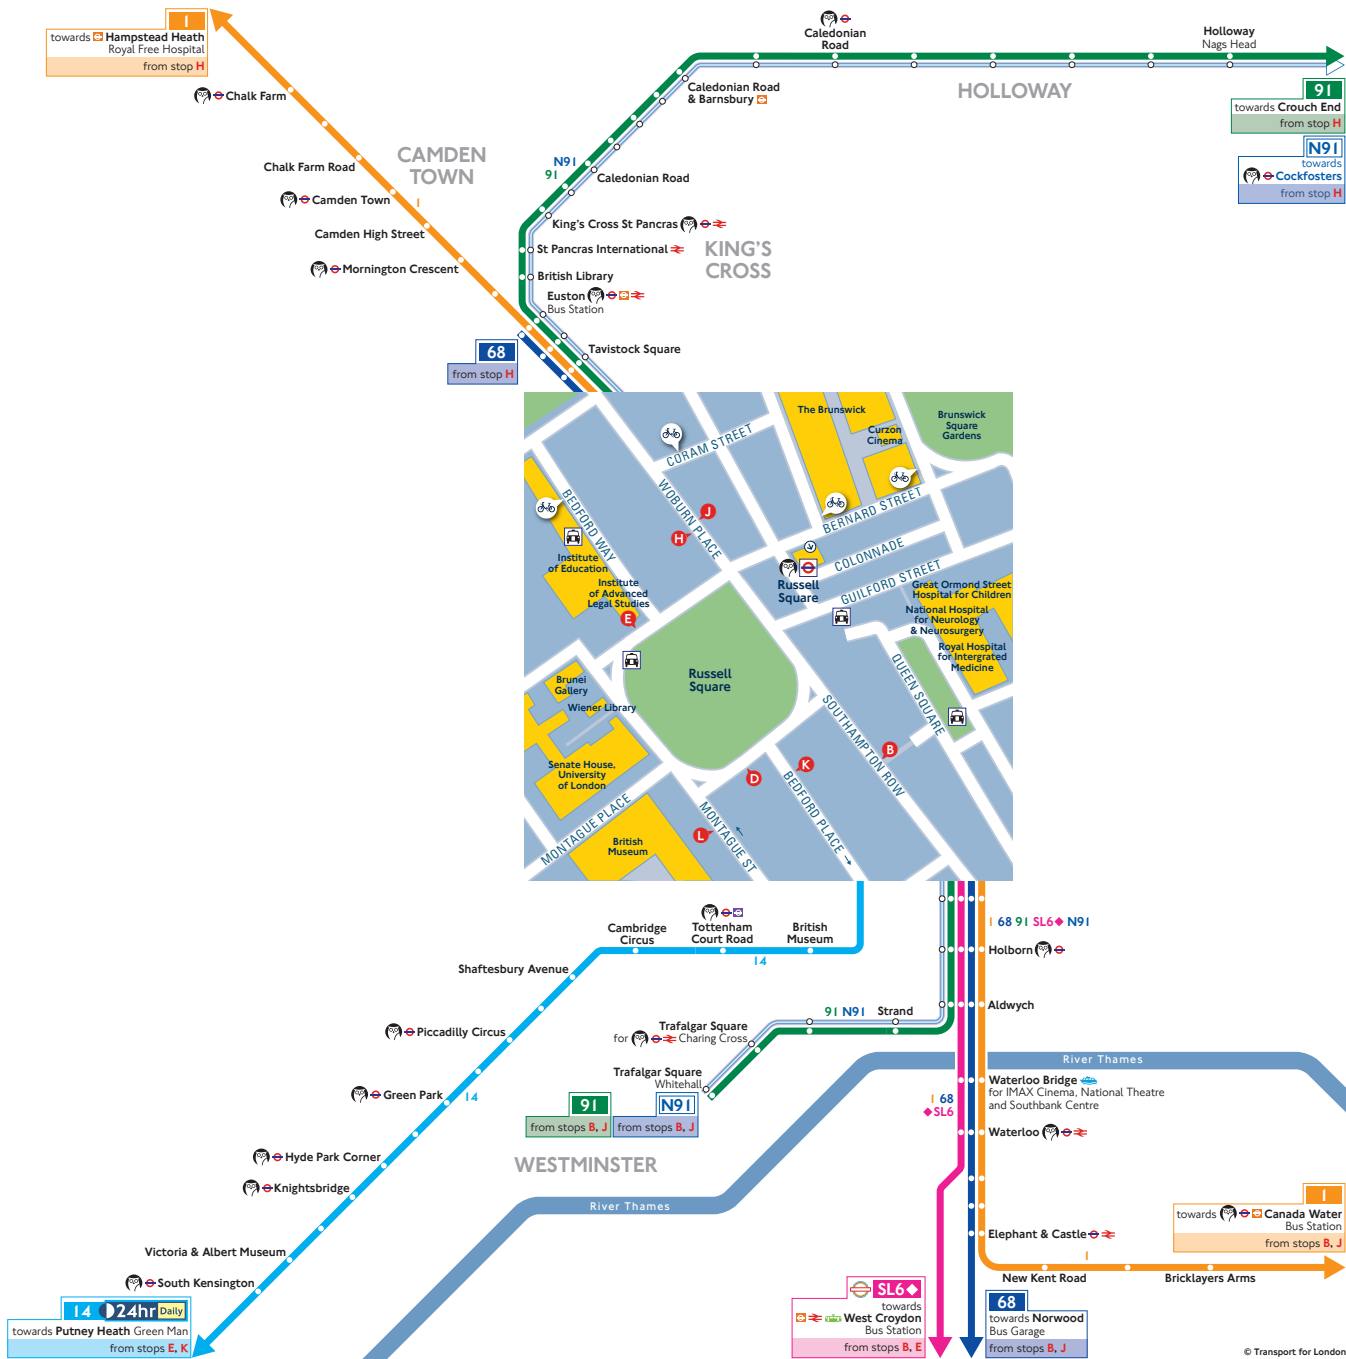 1
towards Hampstead Heath
Royal Free Hospital
from stop H
Chalk Farm
Chalk Farm Road
CAMDEN
TOWN
Camden Town
1
Camden High Street
Mornington Crescent
68
from stop H
Caledonian
Road
Holloway
Nags Head
HOLLOWAY
Caledonian Road
& Barnsbury
91
towards Crouch End
from stop H
N91
towards
Cockfosters
from stop H
N91
91
Caledonian Road
King's Cross St Pancras
St Pancras International
KING'S
CROSS
British Library
Euston
Bus Station
Tavistock Square
The Brunswick
Curzon
Cinema
Brunswick
Square
Gardens
CORAM STREET
WOBURN PLACE
BEDFORD WAY
BERNARD STREET
COLONNADE
GUILFORD STREET
J
H
Institute
of Education
Institute
of Advanced
Legal Studies
E
Russell
Square
Great Ormond Street
Hospital for Children
National Hospital
for Neurology
& Neurosurgery
Royal Hospital
for Intergrated
Medicine
QUEEN SQUARE
Russell
Square
Brunei
Gallery
Wiener Library
Senate House,
University
of London
SOUTHAMPTON ROW
B
K
D
BEDFORD PLACE
MONTAGUE PLACE
MONTAGUE ST
L
British
Museum
Cambridge
Circus
Tottenham
Court Road
British
Museum
14
Shaftesbury Avenue
Piccadilly Circus
Green Park
14
Hyde Park Corner
Knightsbridge
Victoria & Albert Museum
South Kensington
14 24hr Daily
towards Putney Heath Green Man
from stops E, K
1 68 91 SL6 N91
Holborn
Aldwych
91 N91
Strand
Trafalgar Square
for Charing Cross
Trafalgar Square
Whitehall
91
from stops B, J
N91
from stops B, J
WESTMINSTER
River Thames
River Thames
Waterloo Bridge
for IMAX Cinema, National Theatre
and Southbank Centre
1 68
SL6
Waterloo
Elephant & Castle
1
New Kent Road
Bricklayers Arms
1
towards Canada Water
Bus Station
from stops B, J
SL6
towards
West Croydon
Bus Station
from stops B, E
68
towards Norwood
Bus Garage
from stops B, J
© Transport for London